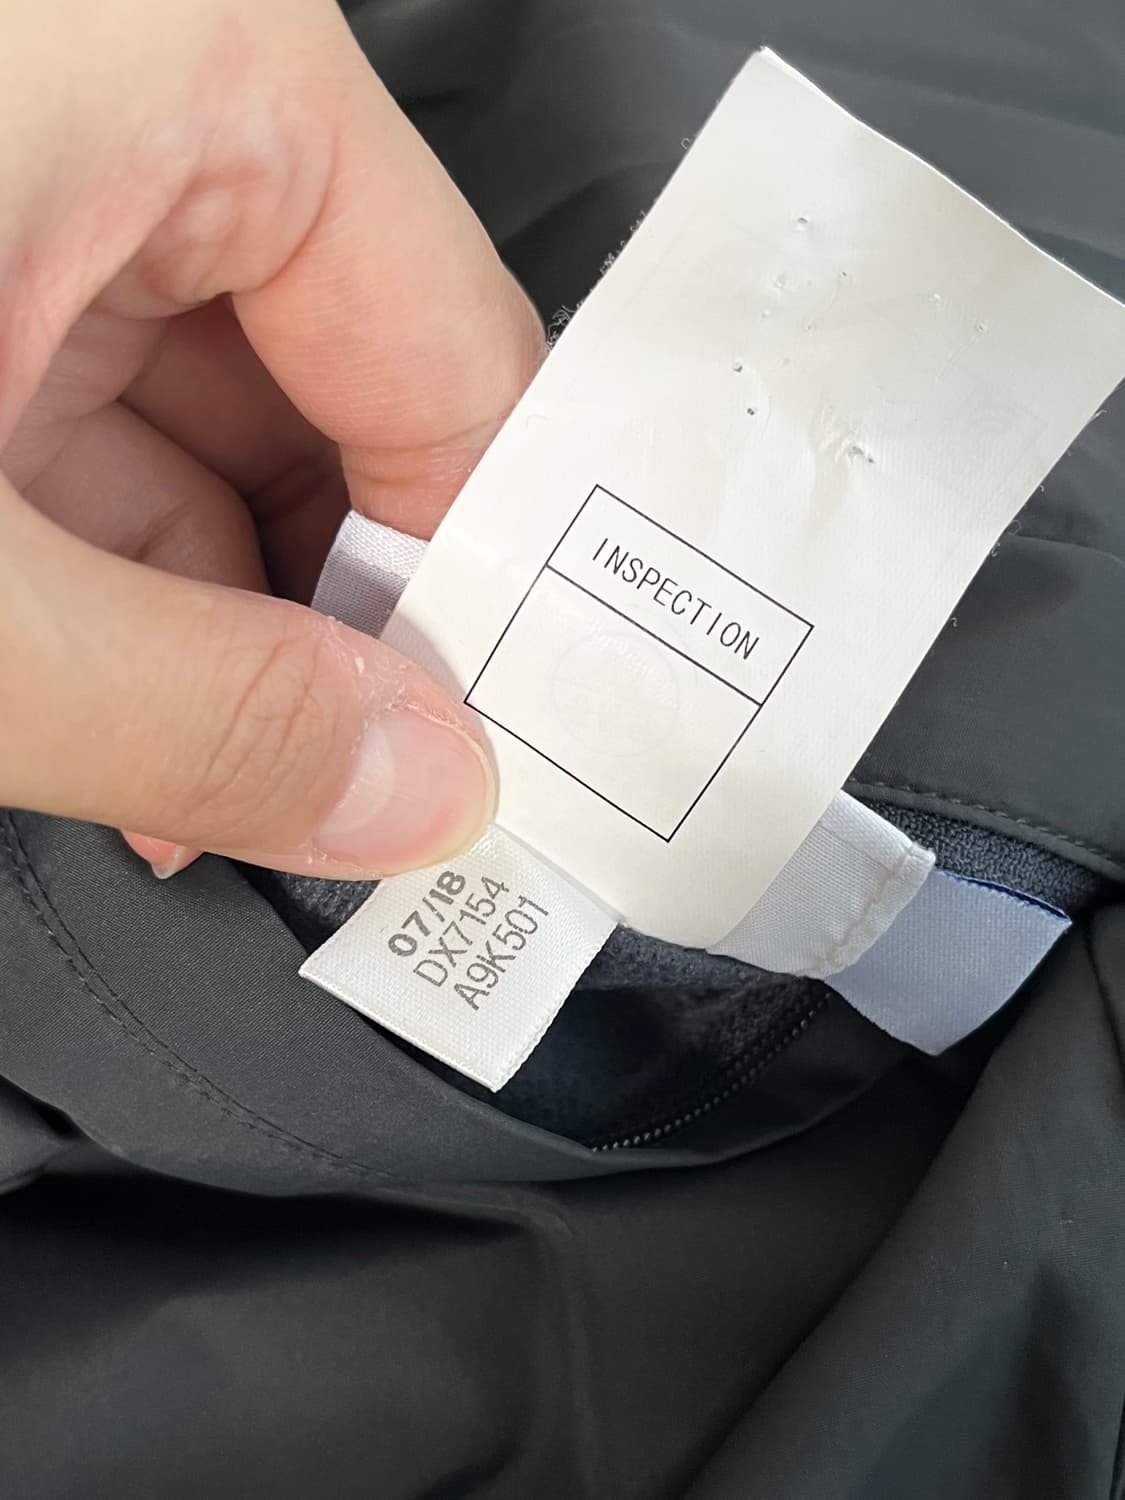 INSPECTION
07/18
DX7154
A9K501